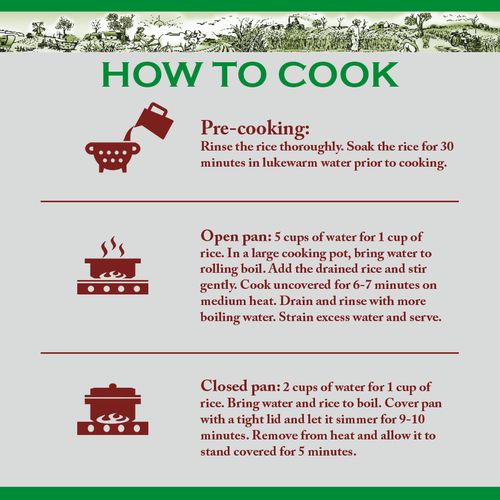 HOW TO COOK
Pre-cooking:
Rinse the rice thoroughly. Soak the rice for 30
minutes in lukewarm water prior to cooking.
Open pan: 5 cups of water for 1 cup of
rice. In a large cooking pot, bring water to
rolling boil. Add the drained rice and stir
gently. Cook uncovered for 6-7 minutes on
medium heat. Drain and rinse with more
boiling water. Strain excess water and serve.
Closed pan: 2 cups of water for 1 cup of
rice. Bring water and rice to boil. Cover pan
with a tight lid and let it simmer for 9-10
minutes. Remove from heat and allow it to
stand covered for 5 minutes.